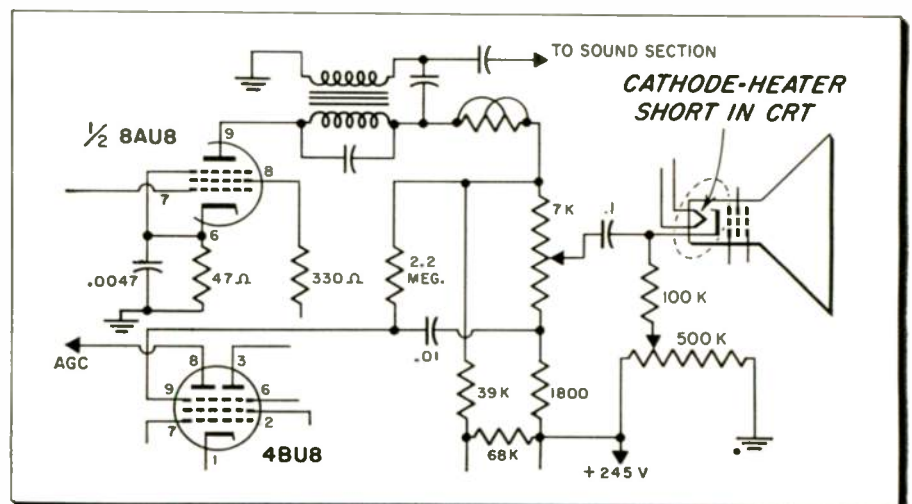 TO SOUND SECTION
CATHODE-HEATER
SHORT IN CRT
½ 8AU8
9
8
7
6
.0047
47Ω
330Ω
2.2
MEG.
7K
.1
100K
500K
.01
AGC
8
3
9
6
7
2
1
4BU8
39K
1800
68K
+245V